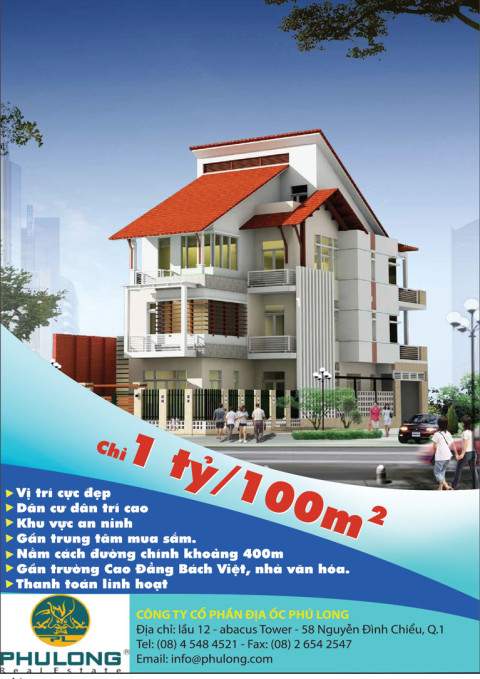 Chỉ 1 tỷ/100m²
Vị trí cực đẹp
Dân cư dân trí cao
Khu vực an ninh
Gần trung tâm mua sắm.
Nằm cách đường chính khoảng 400m
Gần trường Cao Đẳng Bách Việt, nhà văn hóa.
Thanh toán linh hoạt
CÔNG TY CỔ PHẦN ĐỊA ỐC PHÚ LONG
Địa chỉ: lầu 12 - abacus Tower - 58 Nguyễn Đình Chiểu, Q.1
Tel: (08) 4 548 4521 - Fax: (08) 2 654 2547
Email: info@phulong.com
PHULONG®
Real Estate